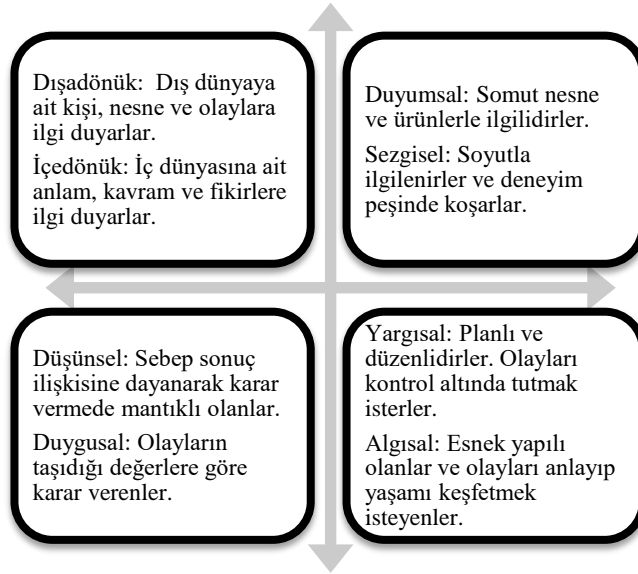 Dışadönük:  Dış dünyaya
ait kişi, nesne ve olaylara
ilgi duyarlar.
İçedönük: İç dünyasına ait
anlam, kavram ve fikirlere
ilgi duyarlar.
Duyumsal: Somut nesne
ve ürünlerle ilgilidirler.
Sezgisel: Soyutla
ilgilenirler ve deneyim
peşinde koşarlar.
Düşünsel: Sebep sonuç
ilişkisine dayanarak karar
vermede mantıklı olanlar.
Duygusal: Olayların
taşıdığı değerlere göre
karar verenler.
Yargısal: Planlı ve
düzenlidirler. Olayları
kontrol altında tutmak
isterler.
Algısal: Esnek yapılı
olanlar ve olayları anlayıp
yaşamı keşfetmek
isteyenler.